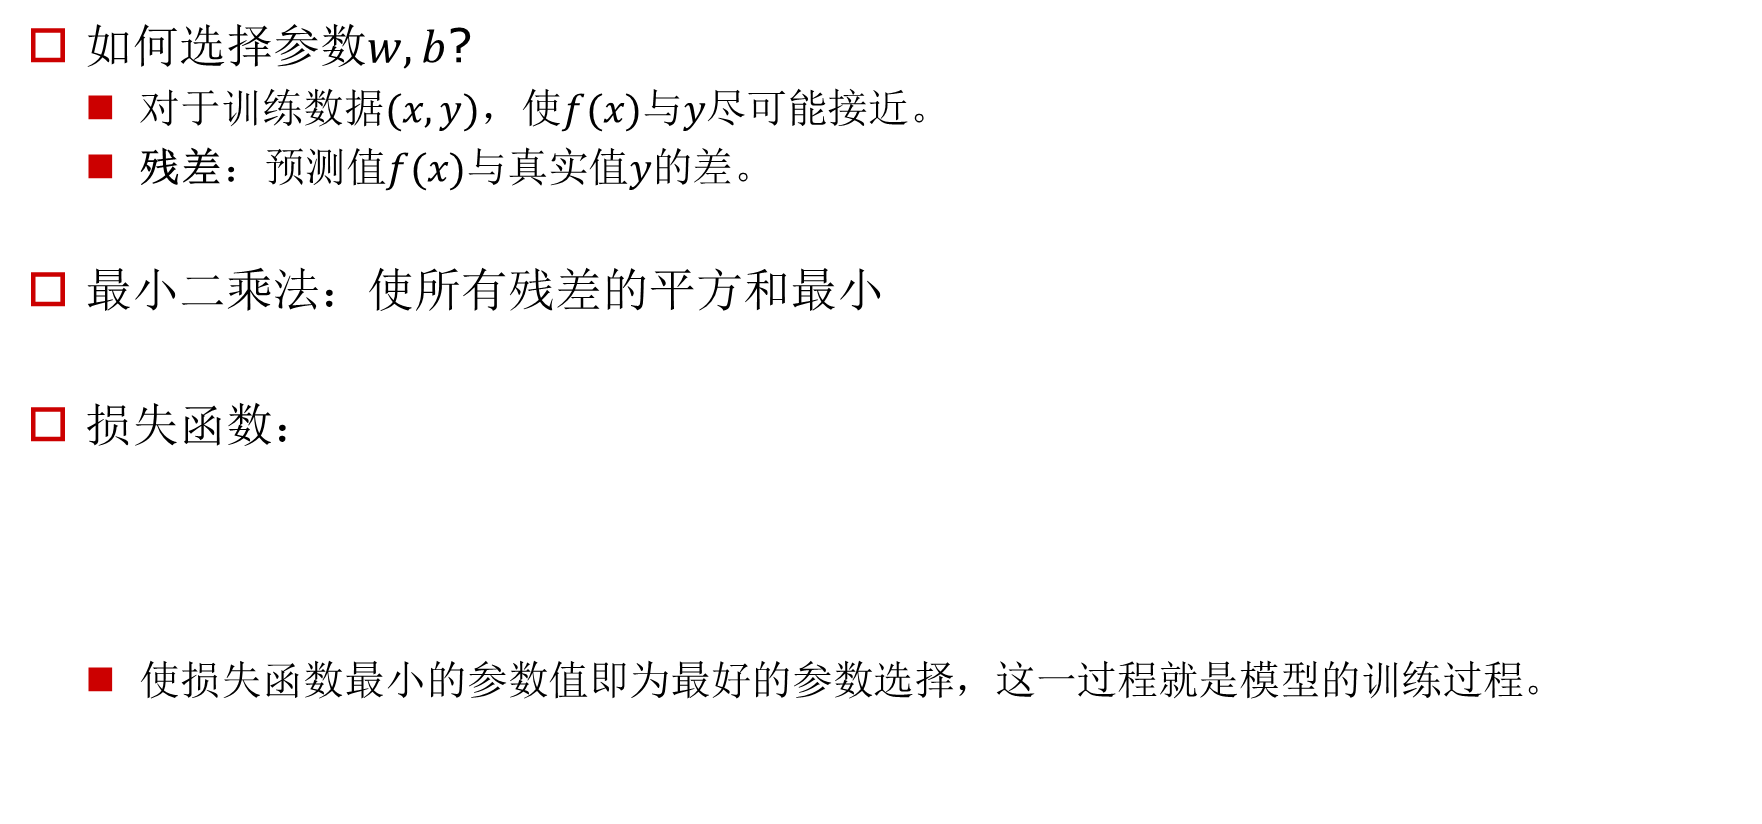 如何选择参数w, b?
对于训练数据(x, y)，使f(x)与y尽可能接近。
残差：预测值f(x)与真实值y的差。
最小二乘法：使所有残差的平方和最小
损失函数：
使损失函数最小的参数值即为最好的参数选择，这一过程就是模型的训练过程。